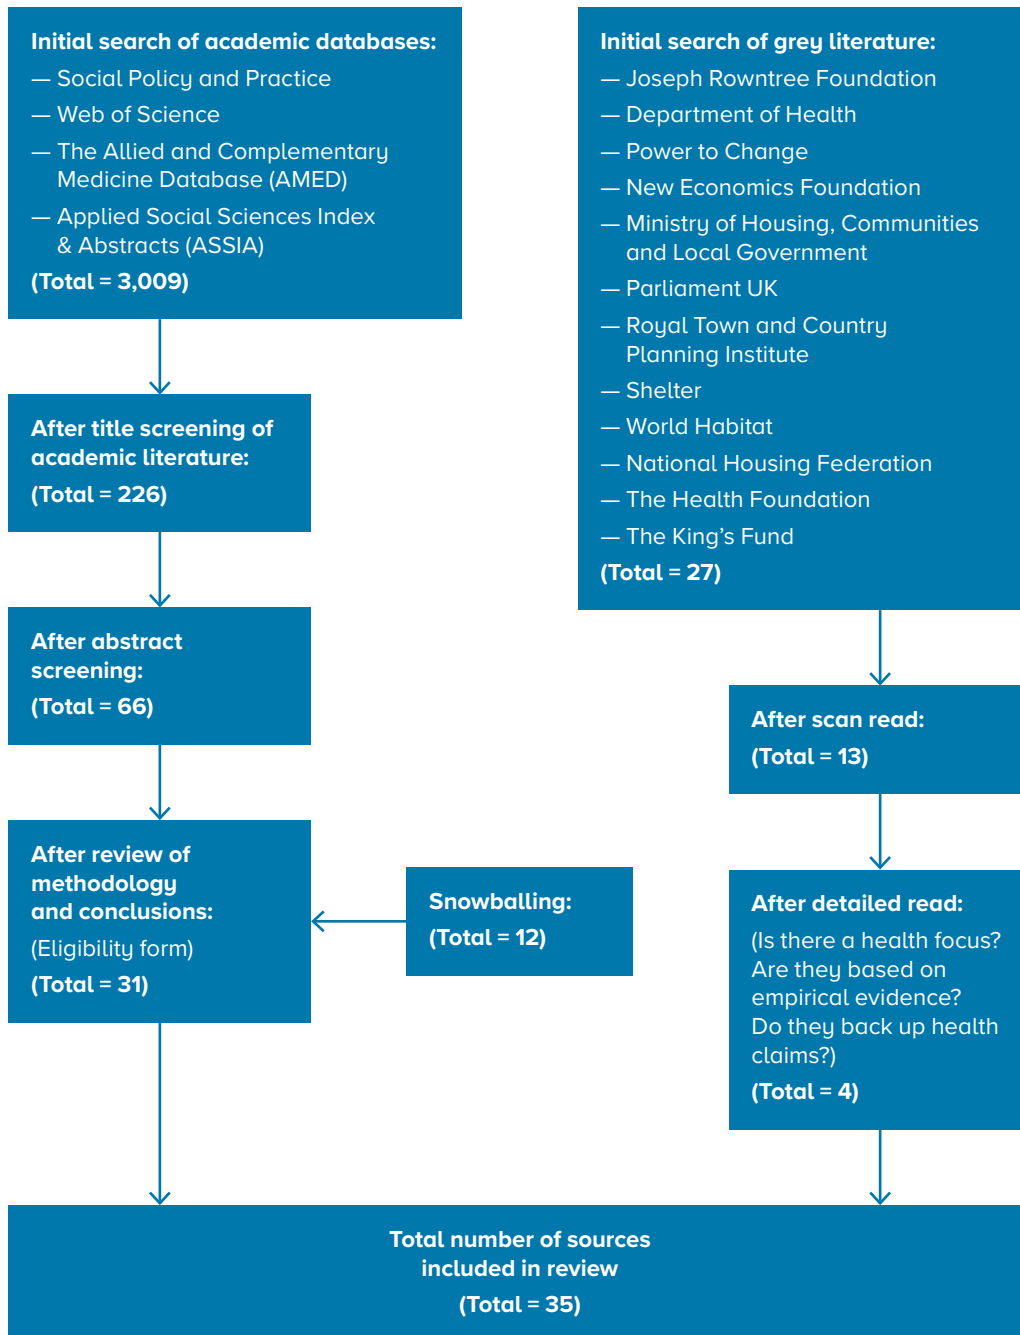 Initial search of academic databases:
— Social Policy and Practice
— Web of Science
— The Allied and Complementary
Medicine Database (AMED)
— Applied Social Sciences Index
& Abstracts (ASSIA)
(Total = 3,009)
After title screening of
academic literature:
(Total = 226)
After abstract
screening:
(Total = 66)
After review of
methodology
and conclusions:
(Eligibility form)
(Total = 31)
Snowballing:
(Total = 12)
Initial search of grey literature:
— Joseph Rowntree Foundation
— Department of Health
— Power to Change
— New Economics Foundation
— Ministry of Housing, Communities
and Local Government
— Parliament UK
— Royal Town and Country
Planning Institute
— Shelter
— World Habitat
— National Housing Federation
— The Health Foundation
— The King’s Fund
(Total = 27)
After scan read:
(Total = 13)
After detailed read:
(Is there a health focus?
Are they based on
empirical evidence?
Do they back up health
claims?)
(Total = 4)
Total number of sources
included in review
(Total = 35)